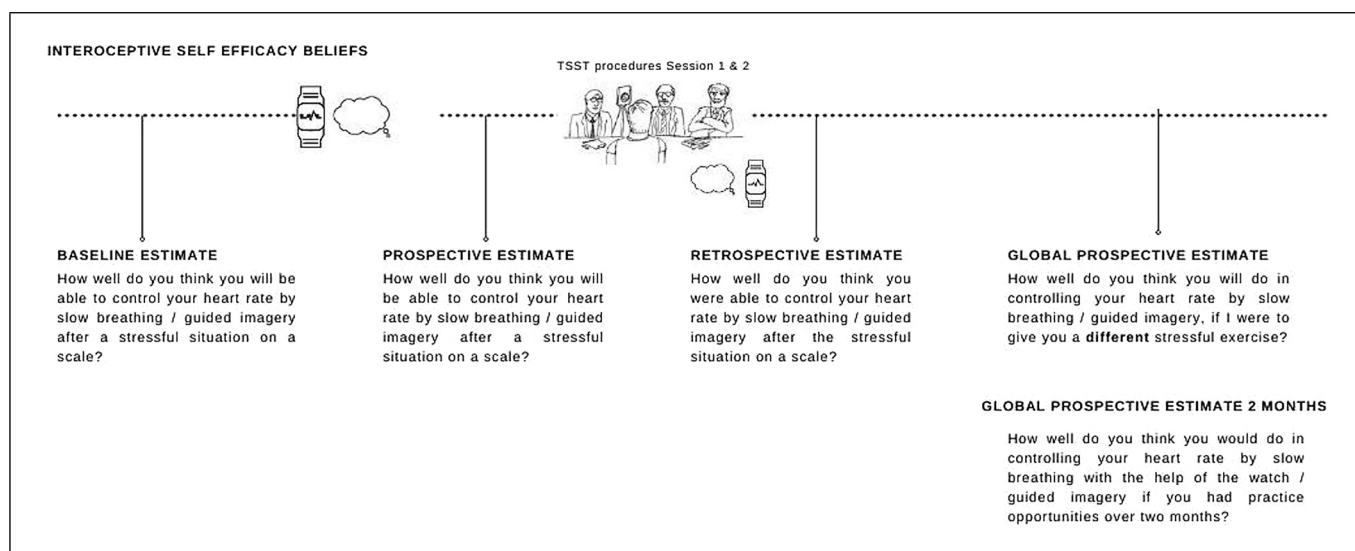 INTEROCEPTIVE SELF EFFICACY BELIEFS
TSST procedures Session 1 & 2
BASELINE ESTIMATE
How well do you think you will be
able to control your heart rate by
slow breathing / guided imagery
after a stressful situation on a
scale?
PROSPECTIVE ESTIMATE
How well do you think you will
be able to control your heart
rate by slow breathing / guided
imagery after a stressful
situation on a scale?
RETROSPECTIVE ESTIMATE
How well do you think you
were able to control your heart
rate by slow breathing / guided
imagery after the stressful
situation on a scale?
GLOBAL PROSPECTIVE ESTIMATE
How well do you think you will do in
controlling your heart rate by slow
breathing / guided imagery, if I were to
give you a different stressful exercise?
GLOBAL PROSPECTIVE ESTIMATE 2 MONTHS
How well do you think you would do in
controlling your heart rate by slow
breathing with the help of the watch /
guided imagery if you had practice
opportunities over two months?